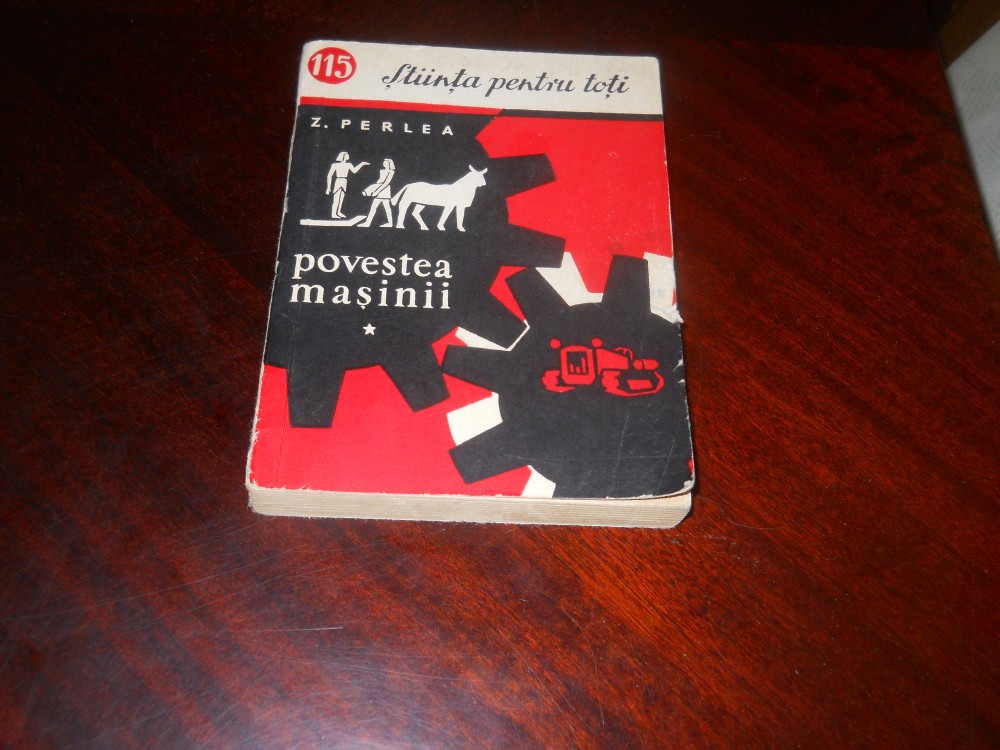 115
Știința pentru toți
Z. PERLEA
povestea
mașinii